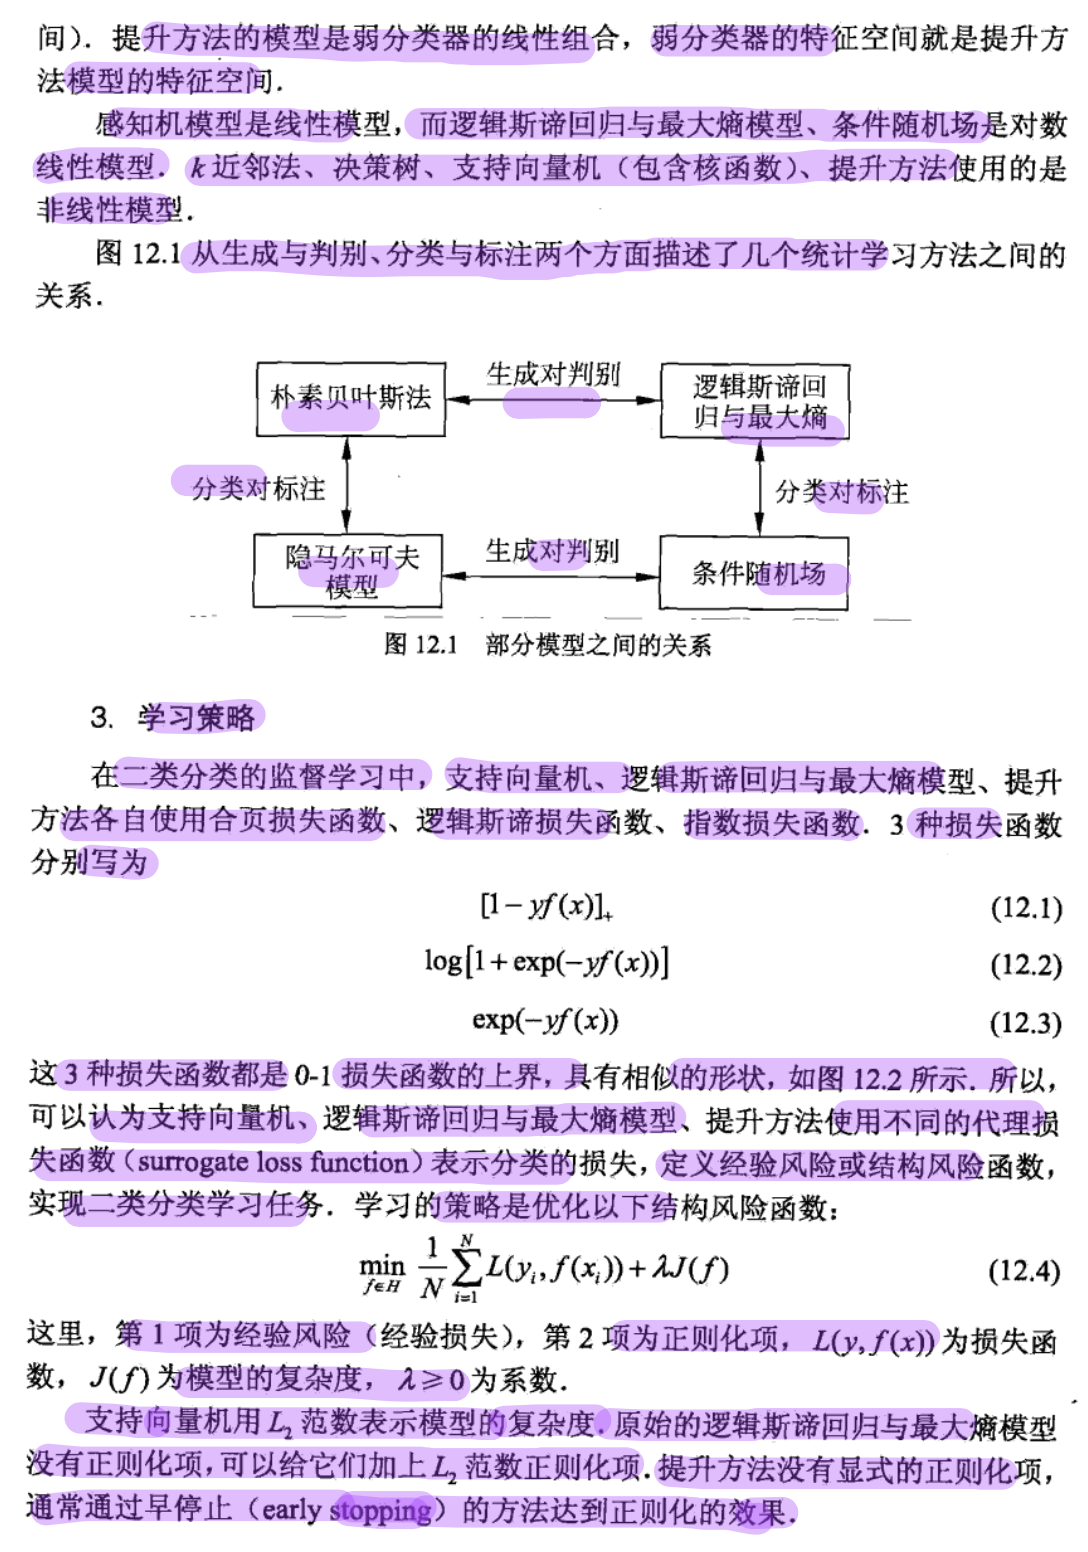 间)．提升方法的模型是弱分类器的线性组合，弱分类器的特征空间就是提升方
法模型的特征空间．
感知机模型是线性模型，而逻辑斯谛回归与最大熵模型、条件随机场是对数
线性模型．k 近邻法、决策树、支持向量机（包含核函数）、提升方法使用的是
非线性模型．
图 12.1 从生成与判别、分类与标注两个方面描述了几个统计学习方法之间的
关系．
朴素贝叶斯法
生成对判别
逻辑斯谛回
归与最大熵
分类对标注
分类对标注
隐马尔可夫
模型
生成对判别
条件随机场
图 12.1 部分模型之间的关系
3. 学习策略
在二类分类的监督学习中，支持向量机、逻辑斯谛回归与最大熵模型、提升
方法各自使用合页损失函数、逻辑斯谛损失函数、指数损失函数．3 种损失函数
分别写为
[1 − yf(x)]₊ (12.1)
log[1 + exp(−yf(x))] (12.2)
exp(−yf(x)) (12.3)
这 3 种损失函数都是 0-1 损失函数的上界，具有相似的形状，如图 12.2 所示．所以，
可以认为支持向量机、逻辑斯谛回归与最大熵模型、提升方法使用不同的代理损
失函数（surrogate loss function）表示分类的损失，定义经验风险或结构风险函数，
实现二类分类学习任务．学习的策略是优化以下结构风险函数：
min_{f∈H} 1/N ∑_{i=1}^{N} L(y_i, f(x_i)) + λJ(f) (12.4)
这里，第 1 项为经验风险（经验损失），第 2 项为正则化项，L(y, f(x)) 为损失函
数，J(f) 为模型的复杂度，λ ⩾ 0 为系数．
支持向量机用 L₂ 范数表示模型的复杂度．原始的逻辑斯谛回归与最大熵模型
没有正则化项，可以给它们加上 L₂ 范数正则化项．提升方法没有显式的正则化项，
通常通过早停止（early stopping）的方法达到正则化的效果．